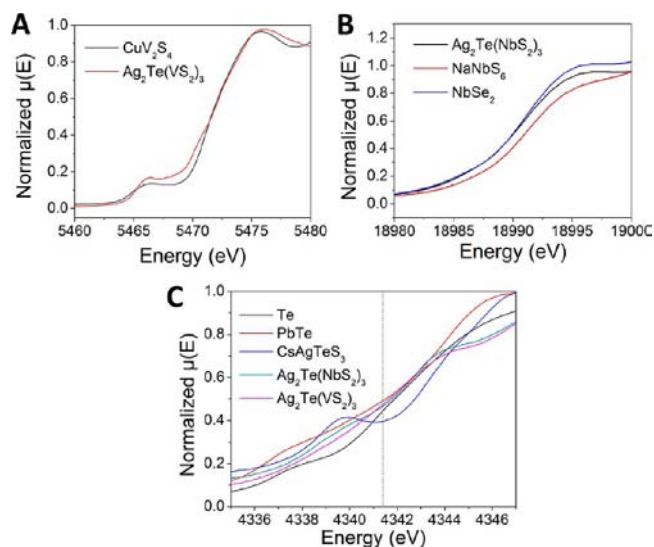 A
CuV2S4
Ag2Te(VS2)3
Normalized μ(E)
1.0
0.8
0.6
0.4
0.2
0.0
5460 5465 5470 5475 5480
Energy (eV)
B
Ag2Te(NbS2)3
NaNbS6
NbSe2
Normalized μ(E)
1.2
1.0
0.8
0.6
0.4
0.2
0.0
18980 18985 18990 18995 1900
Energy (eV)
C
Te
PbTe
CsAgTeS3
Ag2Te(NbS2)3
Ag2Te(VS2)3
Normalized μ(E)
1.0
0.8
0.6
0.4
0.2
0.0
4336 4338 4340 4342 4344 4346
Energy (eV)